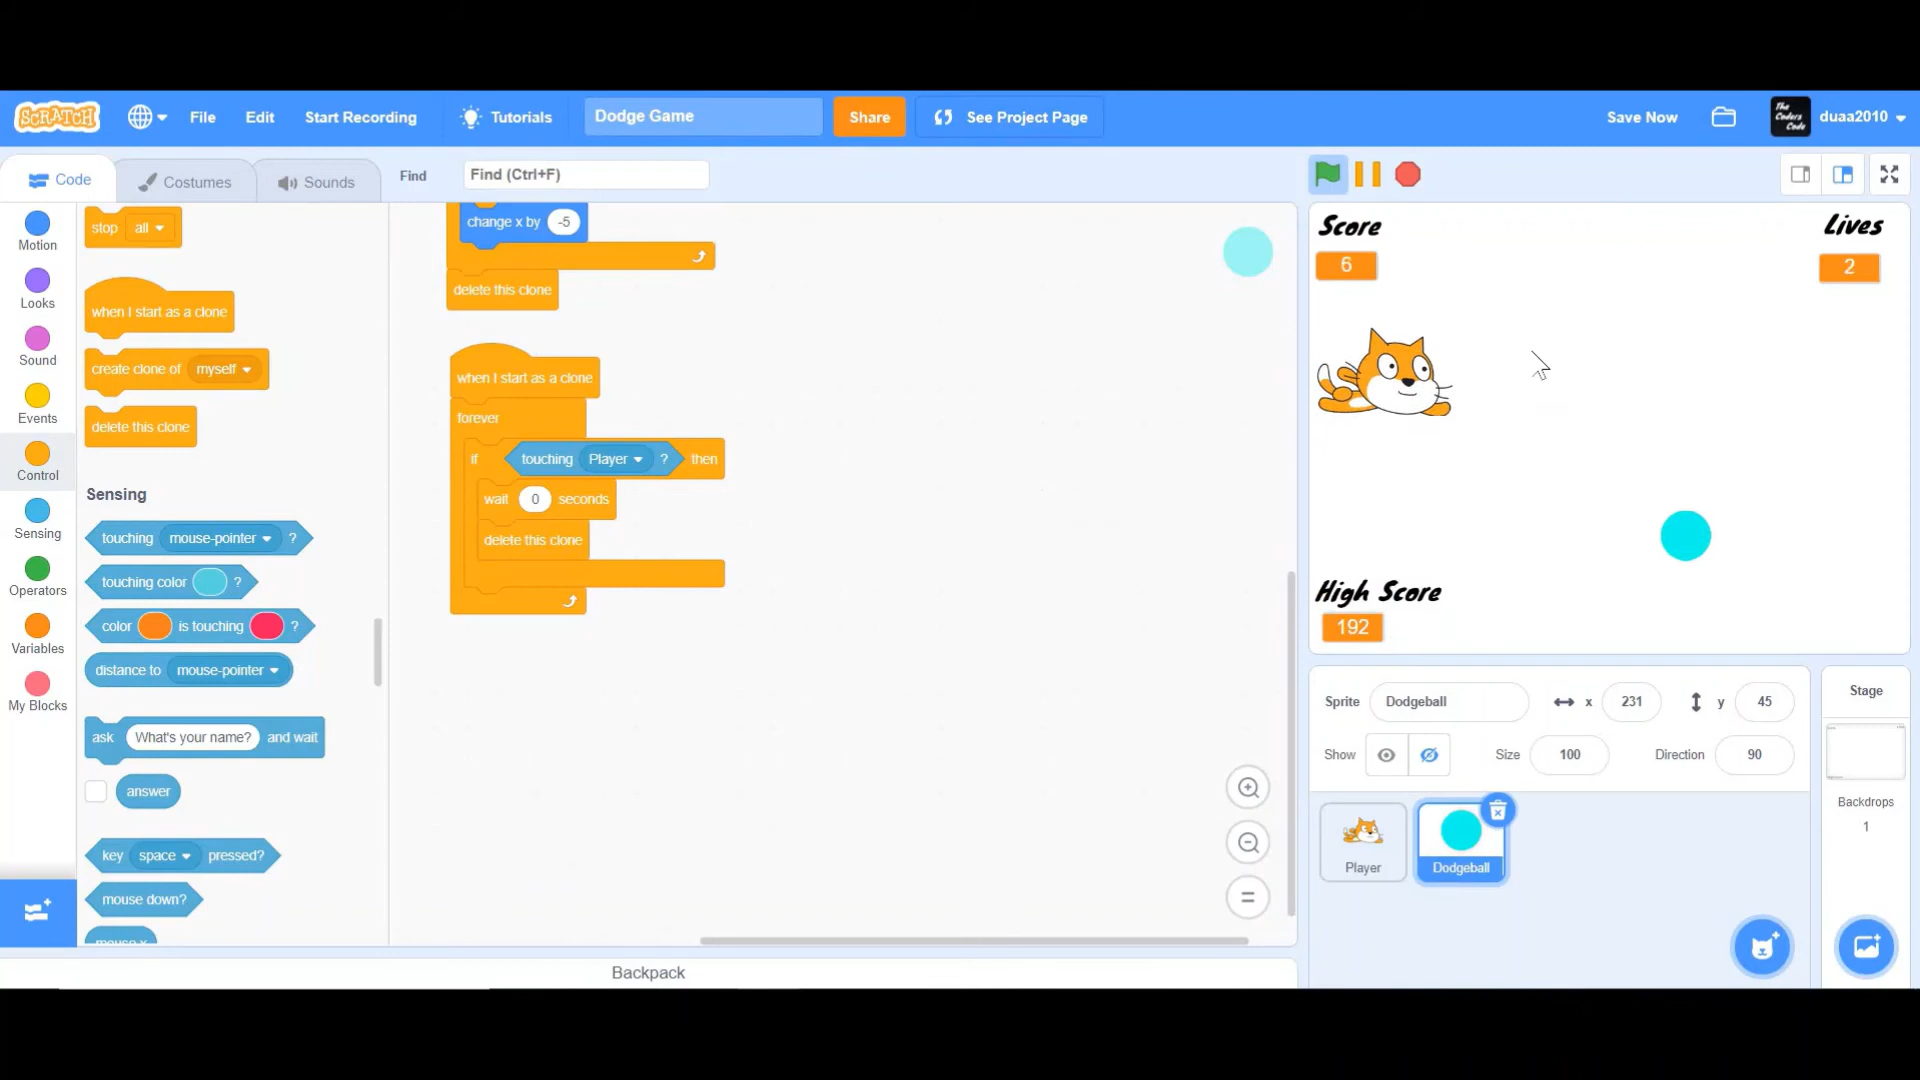 SCRATCH File Edit Start Recording Tutorials Dodge Game Share See Project Page Save Now The Coders Code duaa2010
Code Costumes Sounds Find Find (Ctrl+F)
Motion
Looks
Sound
Events
Control
Sensing
Operators
Variables
My Blocks
stop all
when I start as a clone
create clone of myself
delete this clone
Sensing
touching mouse-pointer ?
touching color ?
color is touching ?
distance to mouse-pointer
ask What's your name? and wait
answer
key space pressed?
mouse down?
mouse x
change x by -5
delete this clone
when I start as a clone
forever
if touching Player ? then
wait 0 seconds
delete this clone
Backpack
Score
6
Lives
2
High Score
192
Sprite Dodgeball x 231 y 45
Show Size 100 Direction 90
Player
Dodgeball
Stage
Backdrops
1